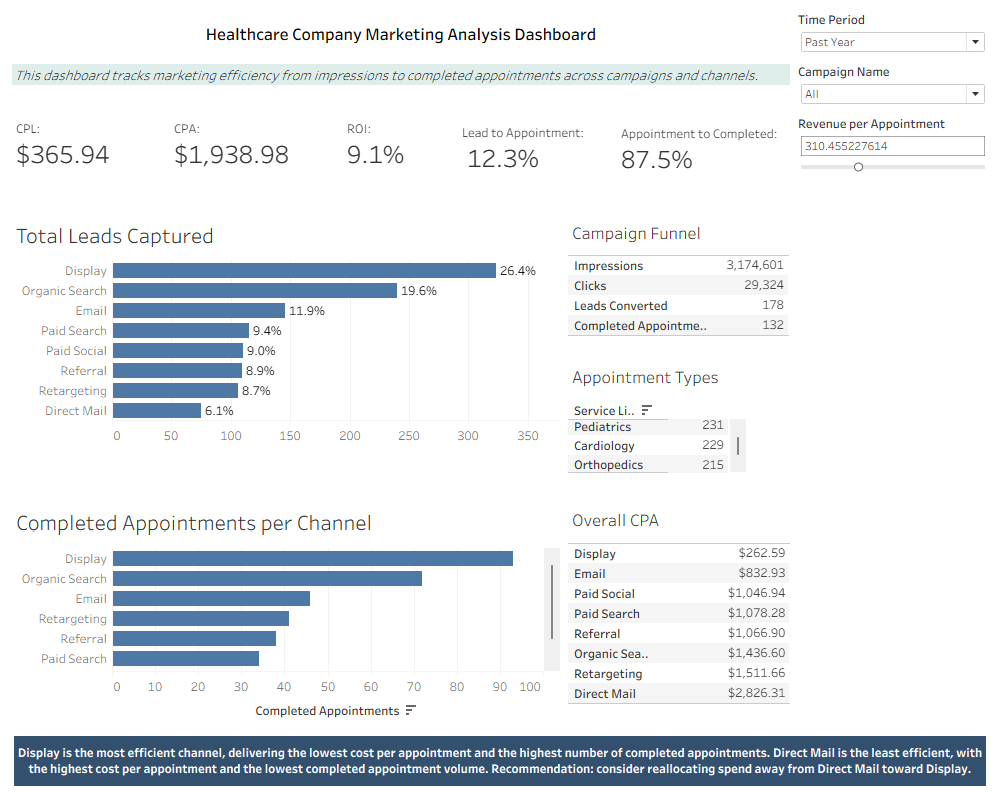 Healthcare Company Marketing Analysis Dashboard
This dashboard tracks marketing efficiency from impressions to completed appointments across campaigns and channels.
Time Period
Past Year
Campaign Name
All
Revenue per Appointment
310.455227614
CPL:
$365.94
CPA:
$1,938.98
ROI:
9.1%
Lead to Appointment:
12.3%
Appointment to Completed:
87.5%
Total Leads Captured
Display 26.4%
Organic Search 19.6%
Email 11.9%
Paid Search 9.4%
Paid Social 9.0%
Referral 8.9%
Retargeting 8.7%
Direct Mail 6.1%
0 50 100 150 200 250 300 350
Campaign Funnel
Impressions 3,174,601
Clicks 29,324
Leads Converted 178
Completed Appointme.. 132
Appointment Types
Service Li..
Pediatrics 231
Cardiology 229
Orthopedics 215
Completed Appointments per Channel
Display
Organic Search
Email
Retargeting
Referral
Paid Search
0 10 20 30 40 50 60 70 80 90 100
Completed Appointments
Overall CPA
Display $262.59
Email $832.93
Paid Social $1,046.94
Paid Search $1,078.28
Referral $1,066.90
Organic Sea.. $1,436.60
Retargeting $1,511.66
Direct Mail $2,826.31
Display is the most efficient channel, delivering the lowest cost per appointment and the highest number of completed appointments. Direct Mail is the least efficient, with
the highest cost per appointment and the lowest completed appointment volume. Recommendation: consider reallocating spend away from Direct Mail toward Display.